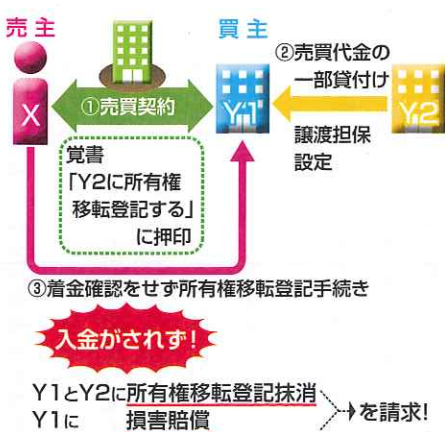 売主
買主
②売買代金の
一部貸付け
X
①売買契約
Y1
Y2
譲渡担保
設定
覚書
「Y2に所有権
移転登記する」
に押印
③着金確認をせず所有権移転登記手続き
入金がされず!
Y1とY2に所有権移転登記抹消
Y1に 損害賠償
を請求!